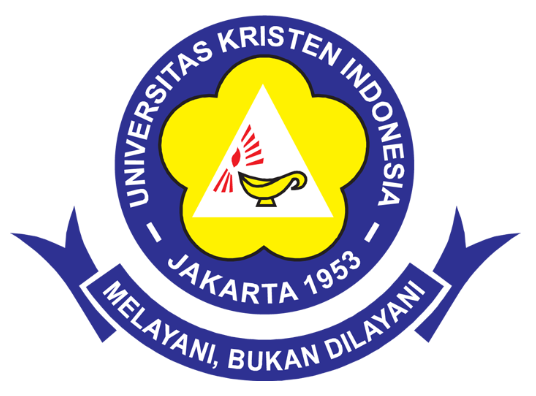 UNIVERSITAS KRISTEN INDONESIA
JAKARTA 1953
MELAYANI, BUKAN DILAYANI